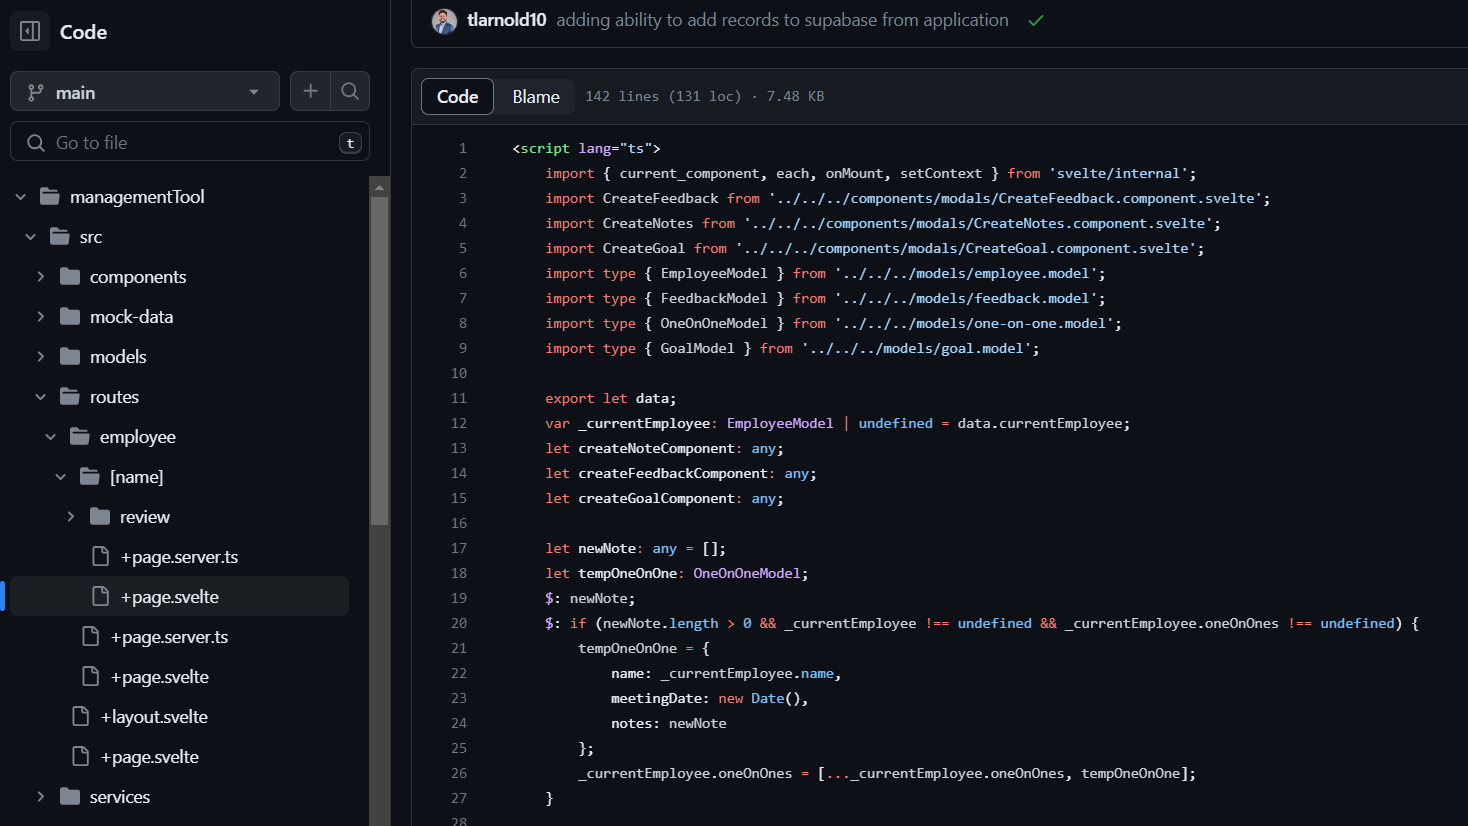 Code
main
Go to file
t
managementTool
src
components
mock-data
models
routes
employee
[name]
review
+page.server.ts
+page.svelte
+page.server.ts
+page.svelte
+layout.svelte
+page.svelte
services
tlarnold10 adding ability to add records to supabase from application
Code Blame 142 lines (131 loc) · 7.48 KB
1 <script lang="ts">
2 import { current_component, each, onMount, setContext } from 'svelte/internal';
3 import CreateFeedback from '../../../components/modals/CreateFeedback.component.svelte';
4 import CreateNotes from '../../../components/modals/CreateNotes.component.svelte';
5 import CreateGoal from '../../../components/modals/CreateGoal.component.svelte';
6 import type { EmployeeModel } from '../../../models/employee.model';
7 import type { FeedbackModel } from '../../../models/feedback.model';
8 import type { OneOnOneModel } from '../../../models/one-on-one.model';
9 import type { GoalModel } from '../../../models/goal.model';
10
11 export let data;
12 var _currentEmployee: EmployeeModel | undefined = data.currentEmployee;
13 let createNoteComponent: any;
14 let createFeedbackComponent: any;
15 let createGoalComponent: any;
16
17 let newNote: any = [];
18 let tempOneOnOne: OneOnOneModel;
19 $: newNote;
20 $: if (newNote.length > 0 && _currentEmployee !== undefined && _currentEmployee.oneOnOnes !== undefined) {
21 tempOneOnOne = {
22 name: _currentEmployee.name,
23 meetingDate: new Date(),
24 notes: newNote
25 };
26 _currentEmployee.oneOnOnes = [..._currentEmployee.oneOnOnes, tempOneOnOne];
27 }
28